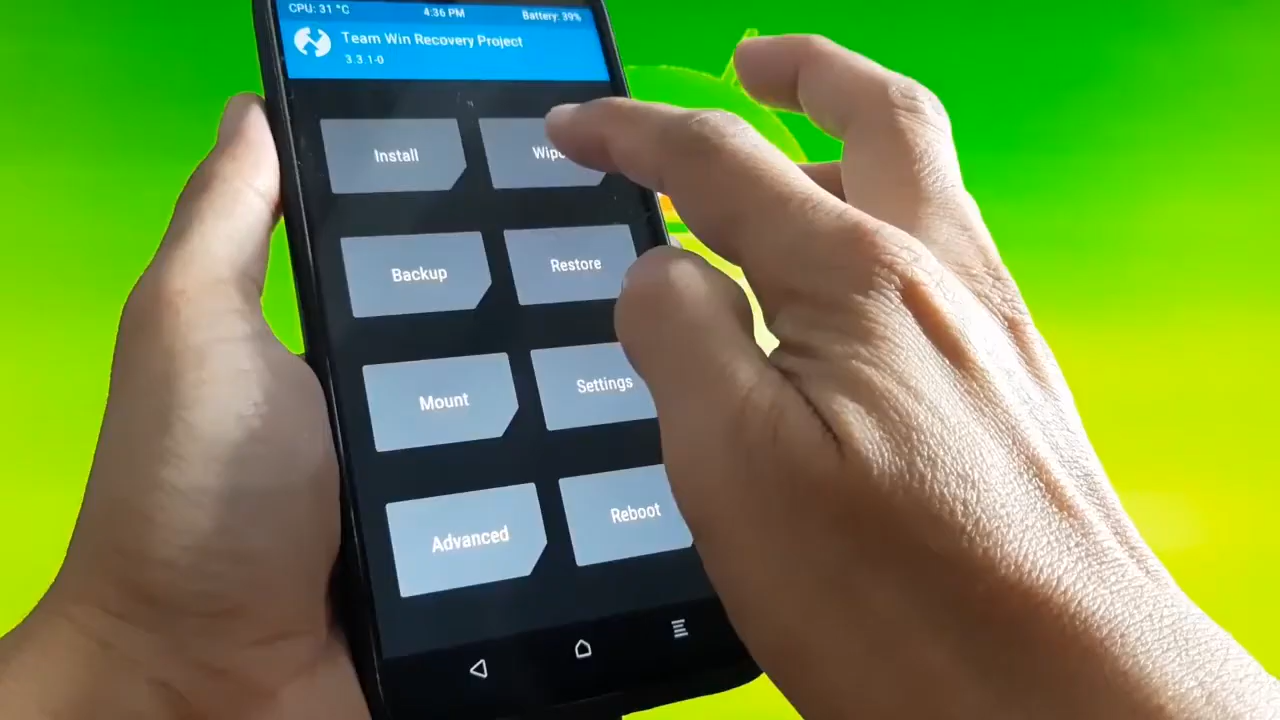 CPU: 31 °C 4:36 PM Battery: 39%
Team Win Recovery Project
3.3.1-0
Install Wipe
Backup Restore
Mount Settings
Advanced Reboot